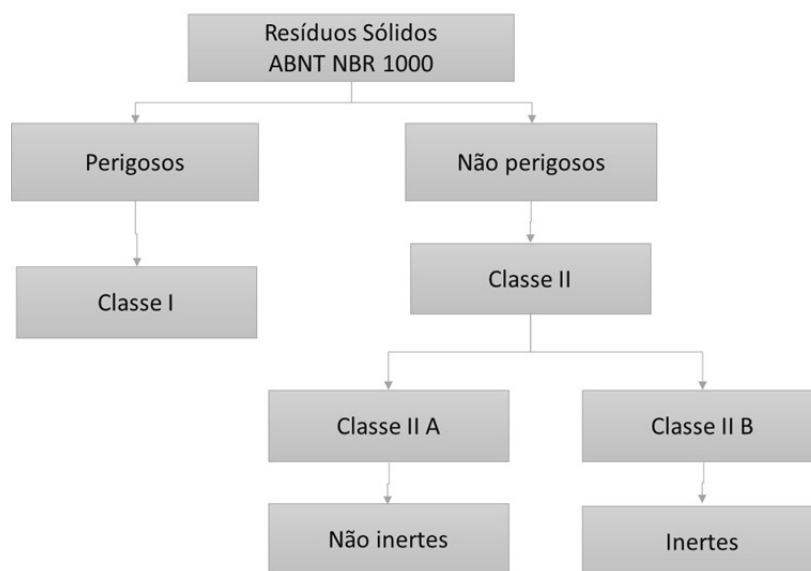 Resíduos Sólidos
ABNT NBR 1000
Perigosos
Não perigosos
Classe I
Classe II
Classe II A
Classe II B
Não inertes
Inertes